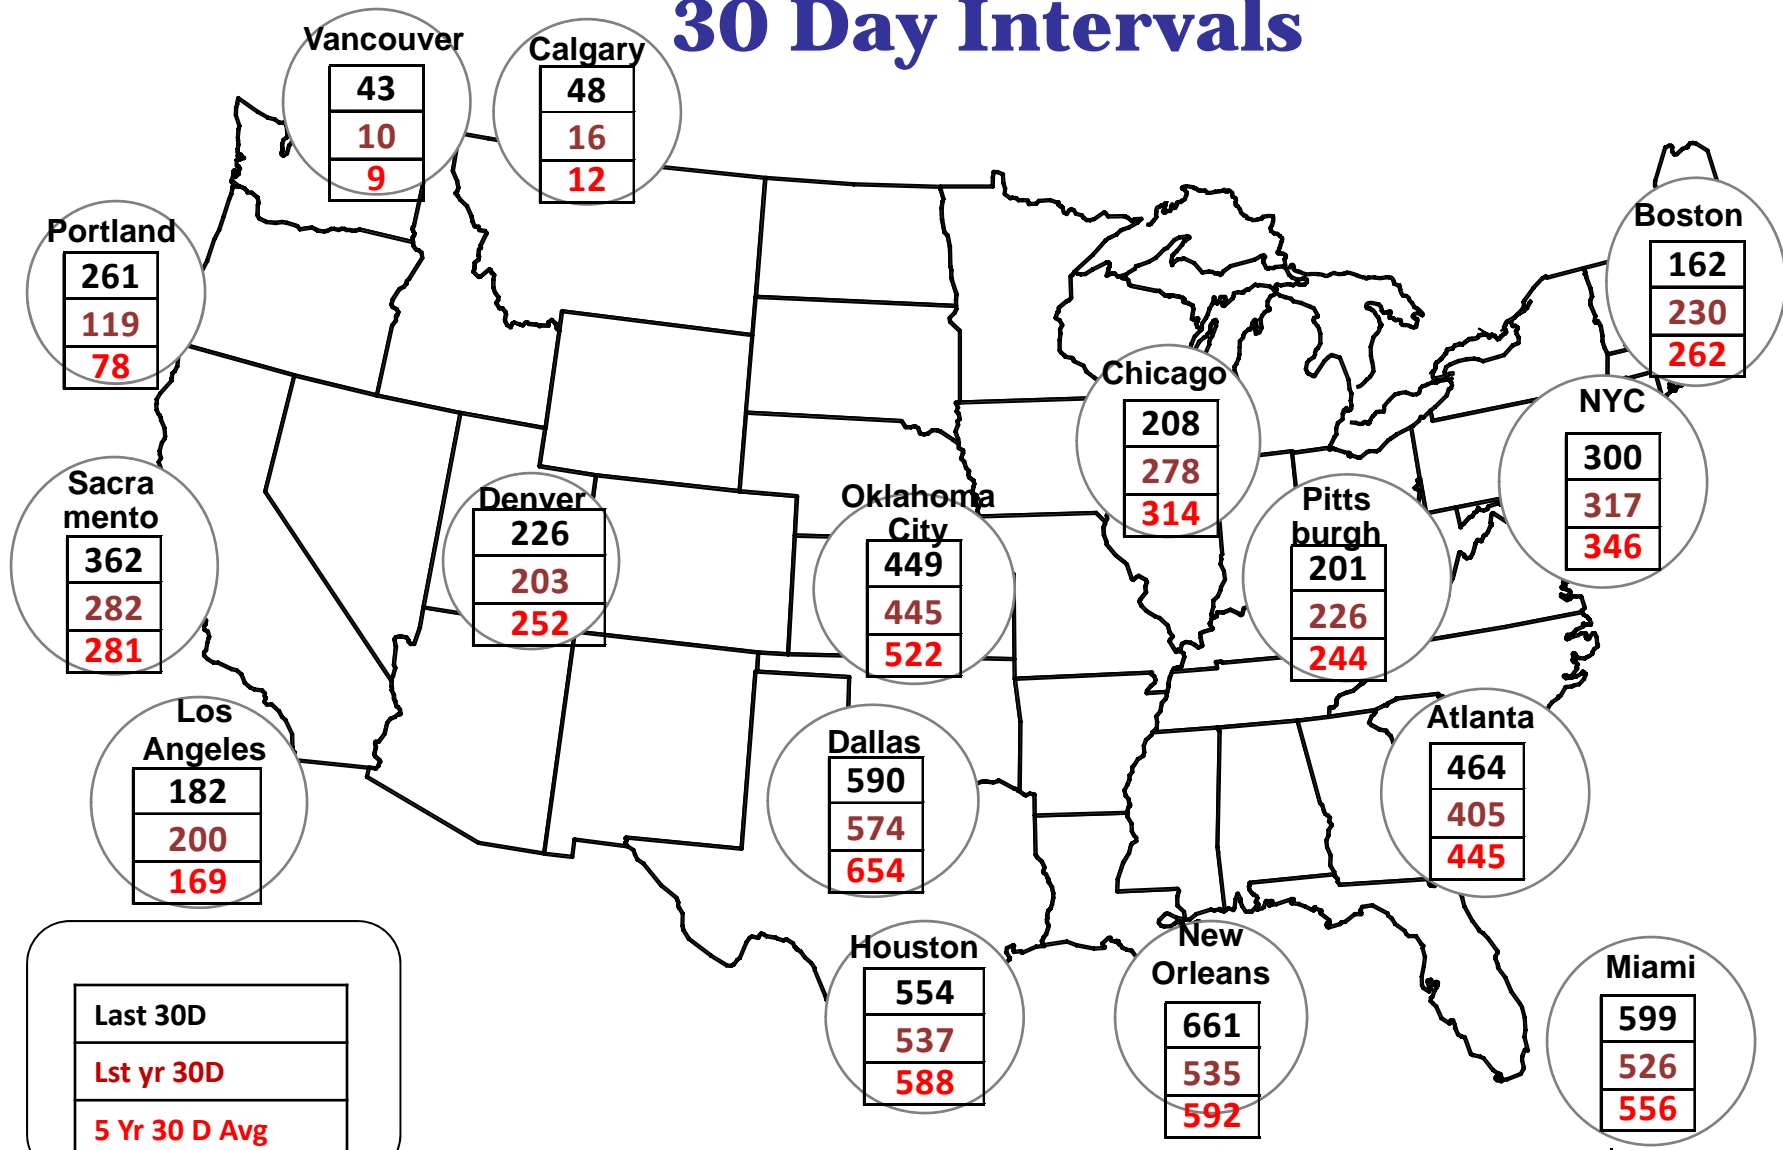 30 Day Intervals
Vancouver
43
10
9
Calgary
48
16
12
Portland
261
119
78
Boston
162
230
262
Chicago
208
278
314
NYC
300
317
346
Sacra
mento
362
282
281
Denver
226
203
252
Oklahoma
City
449
445
522
Pitts
burgh
201
226
244
Los
Angeles
182
200
169
Dallas
590
574
654
Atlanta
464
405
445
Houston
554
537
588
New
Orleans
661
535
592
Miami
599
526
556
Last 30D
Lst yr 30D
5 Yr 30 D Avg